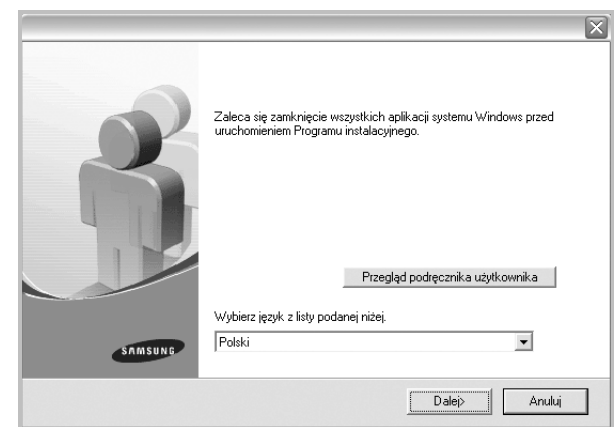 Zaleca się zamknięcie wszystkich aplikacji systemu Windows przed
uruchomieniem Programu instalacyjnego.
Przegląd podręcznika użytkownika
Wybierz język z listy podanej niżej.
Polski
SAMSUNG
Dalej>
Anuluj